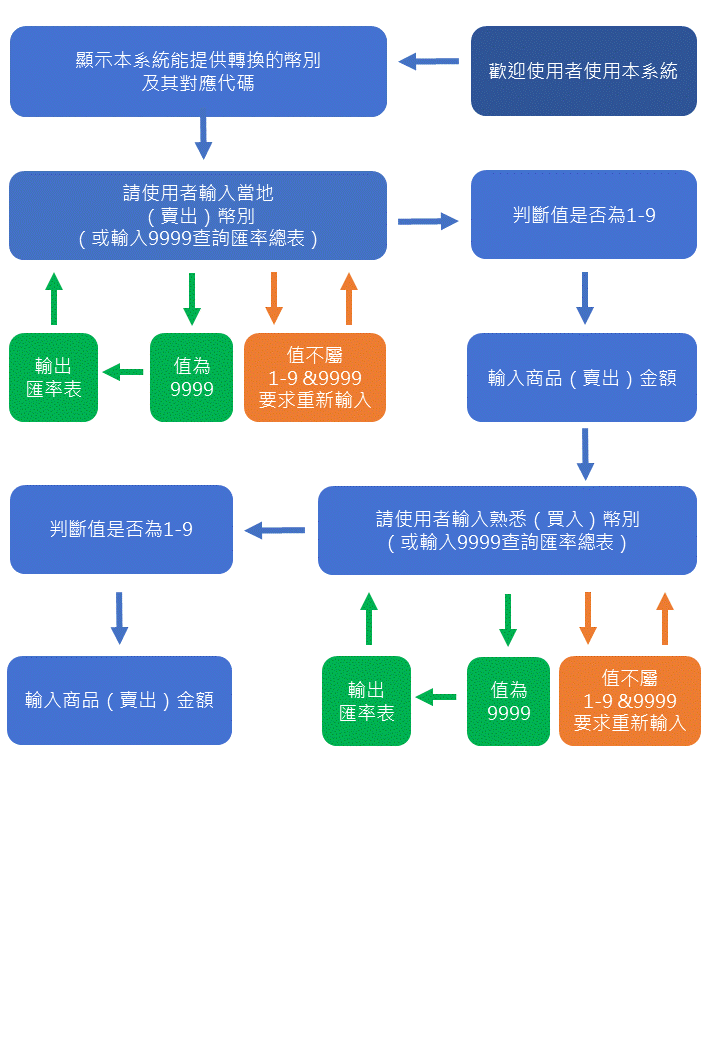 歡迎使用者使用本系統
顯示本系統能提供轉換的幣別
及其對應代碼
請使用者輸入當地
（賣出）幣別
（或輸入9999查詢匯率總表）
判斷值是否為1-9
輸出
匯率表
值為
9999
值不屬
1-9 &9999
要求重新輸入
輸入商品（賣出）金額
請使用者輸入熟悉（買入）幣別
（或輸入9999查詢匯率總表）
判斷值是否為1-9
輸入商品（賣出）金額
輸出
匯率表
值為
9999
值不屬
1-9 &9999
要求重新輸入